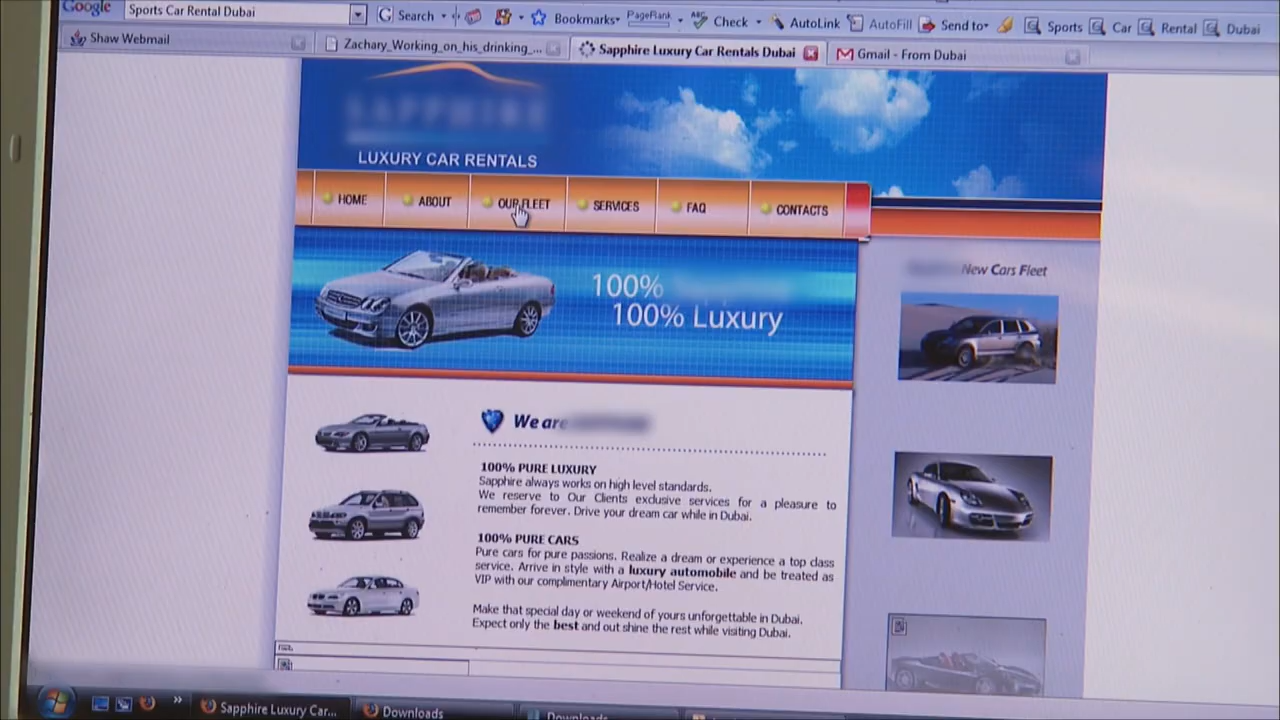 Google Sports Car Rental Dubai Search Bookmarks PageRank Check AutoLink AutoFill Send to Sports Car Rental Dubai
Shaw Webmail Zachary_Working_on_his_drinking_... Sapphire Luxury Car Rentals Dubai Gmail - From Dubai
SAPPHIRE
LUXURY CAR RENTALS
HOME ABOUT OUR FLEET SERVICES FAQ CONTACTS
100%
100% Luxury
New Cars Fleet
We are
100% PURE LUXURY
Sapphire always works on high level standards.
We reserve to Our Clients exclusive services for a pleasure to
remember forever. Drive your dream car while in Dubai.
100% PURE CARS
Pure cars for pure passions. Realize a dream or experience a top class
service. Arrive in style with a luxury automobile and be treated as
VIP with our complimentary Airport/Hotel Service.
Make that special day or weekend of yours unforgettable in Dubai.
Expect only the best and out shine the rest while visiting Dubai.
Sapphire Luxury Car... Downloads Downloads